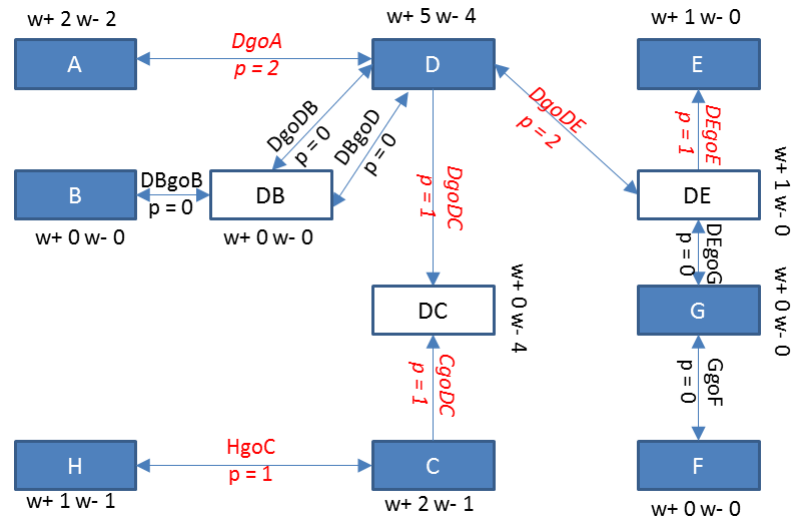 w+ 2 w- 2
w+ 5 w- 4
w+ 1 w- 0
A
DgoA
p = 2
D
E
DgoDB
p = 0
DBgoD
p = 0
DgoDE
p = 2
DEgoE
p = 1
B
DBgoB
p = 0
DB
DgoDC
p = 1
DE
w+ 1 w- 0
w+ 0 w- 0
w+ 0 w- 0
DEgoG
p = 0
DC
w+ 0 w- 4
G
w+ 0 w- 0
CgoDC
p = 1
GgoF
p = 0
H
HgoC
p = 1
C
F
w+ 1 w- 1
w+ 2 w- 1
w+ 0 w- 0